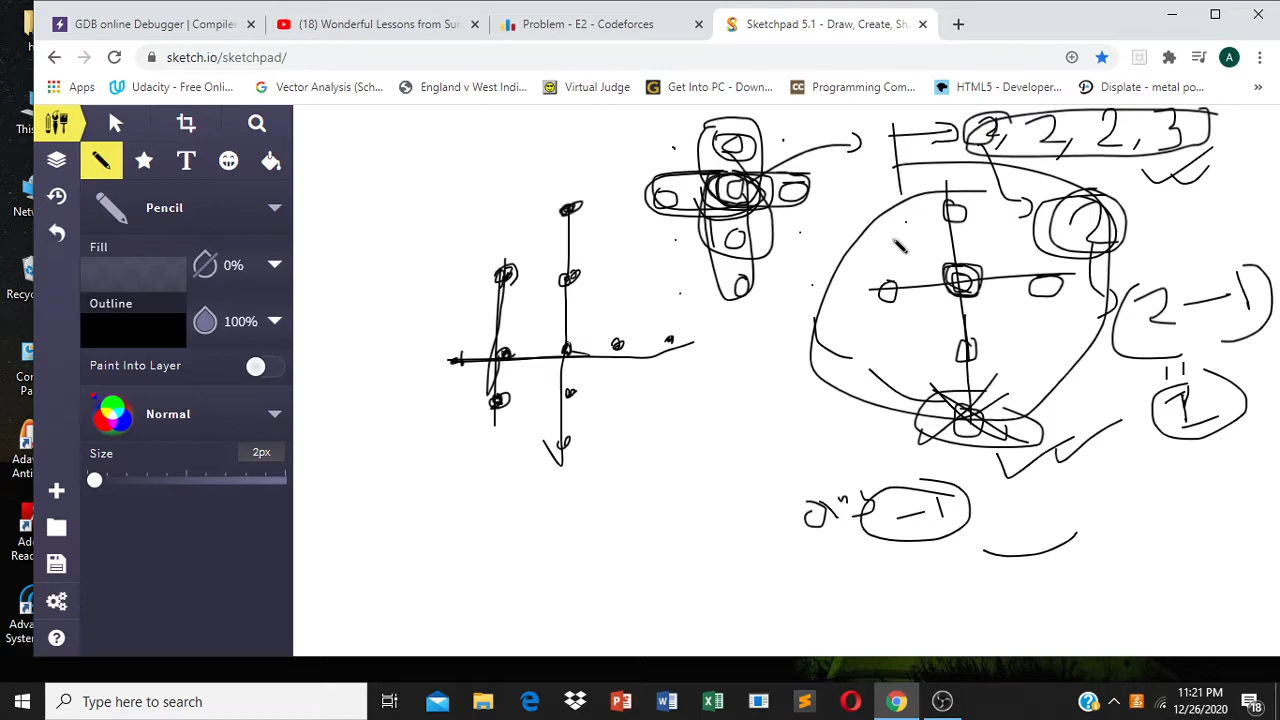 GDB online Debugger | Compiler
(18) Wonderful Lessons from Sur
Problem - E2 - Codeforces
Sketchpad 5.1 - Draw, Create, Sh
sketch.io/sketchpad/
A
Apps
Udacity - Free Onli...
Vector Analysis (Sch...
England v West Indi...
Virtual Judge
Get Into PC - Down...
Programming Com...
HTML5 - Developer...
Displate - metal po...
»
2, 2, 2, 3
Pencil
2
Fill
0%
2 - 1
Outline
100%
Paint Into Layer
1
Normal
Size
2px
- 1
Type here to search
11:21 PM
12/26/2020
18